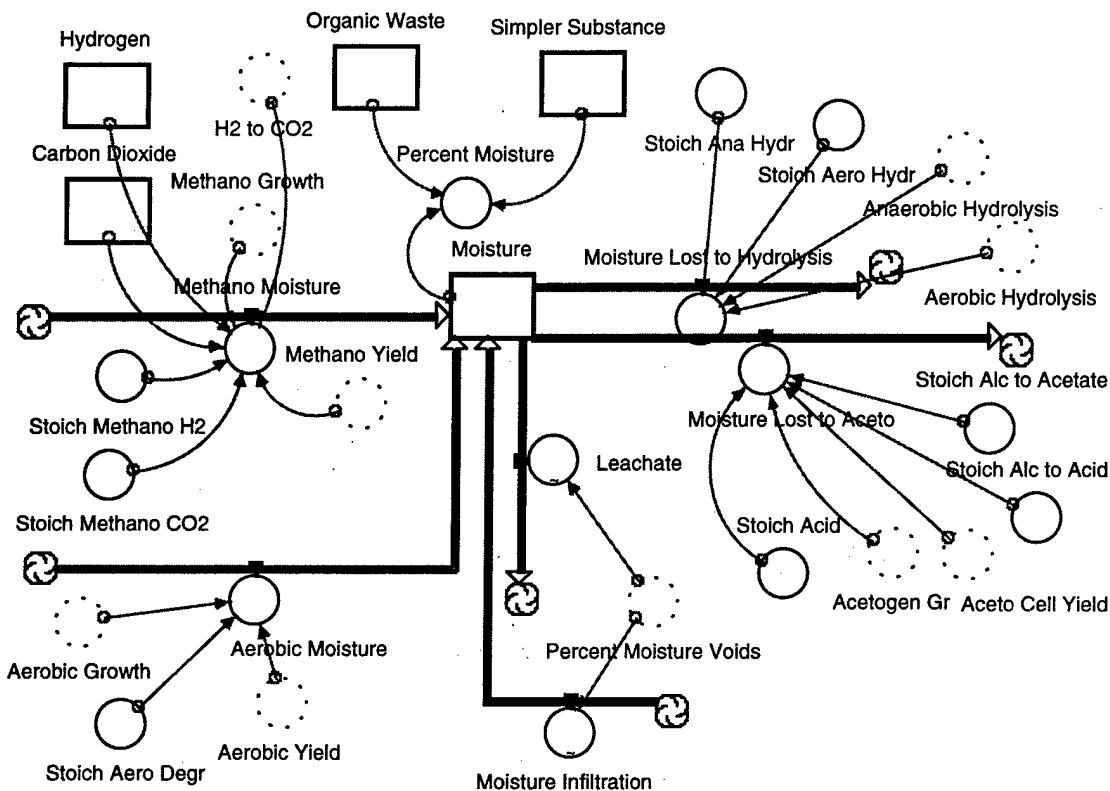 Organic Waste
Simpler Substance
Hydrogen
H2 to CO2
Stoich Ana Hydr
Carbon Dioxide
Percent Moisture
Methano Growth
Stoich Aero Hydr
Anaerobic Hydrolysis
Moisture
Moisture Lost to Hydrolysis
Methano Moisture
Aerobic Hydrolysis
Methano Yield
Stoich Alc to Acetate
Stoich Methano H2
Moisture Lost to Aceto
Leachate
Stoich Alc to Acid
Stoich Methano CO2
Stoich Acid
Acetogen Gr
Aceto Cell Yield
Aerobic Moisture
Percent Moisture Voids
Aerobic Growth
Aerobic Yield
Stoich Aero Degr
Moisture Infiltration
~
~